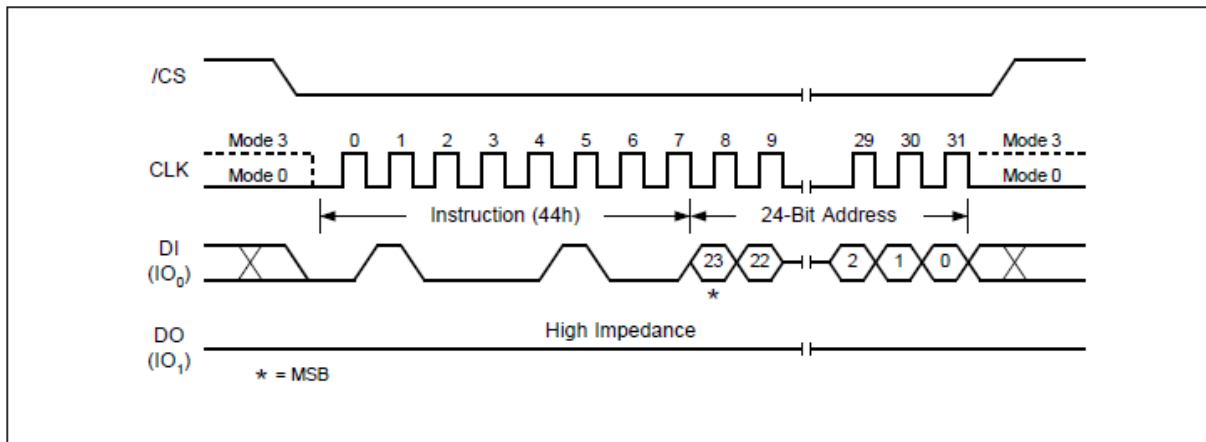 /CS
Mode 3 0 1 2 3 4 5 6 7 8 9 29 30 31 Mode 3
CLK
Mode 0 Mode 0
Instruction (44h) 24-Bit Address
DI
(IO0) 23 22 2 1 0
*
High Impedance
DO
(IO1)
* = MSB